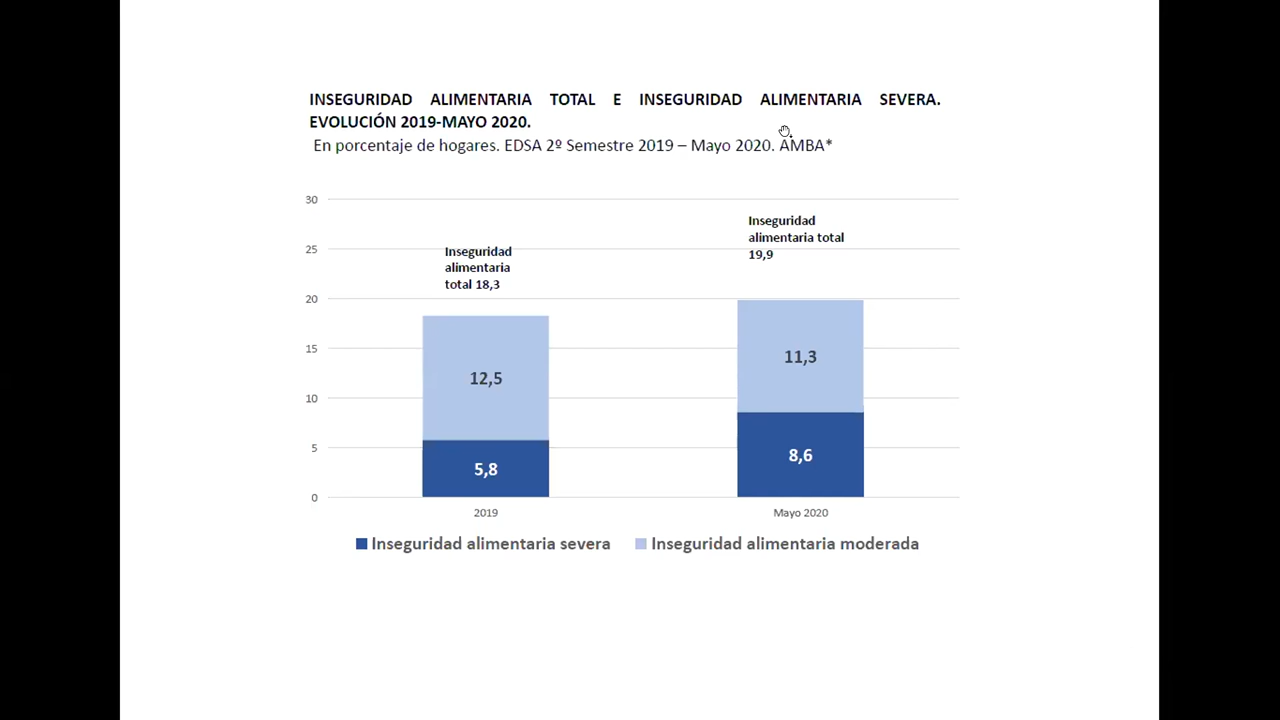 INSEGURIDAD ALIMENTARIA TOTAL E INSEGURIDAD ALIMENTARIA SEVERA.
EVOLUCIÓN 2019-MAYO 2020.
En porcentaje de hogares. EDSA 2º Semestre 2019 – Mayo 2020. AMBA*
30
25
20
15
10
5
0
Inseguridad
alimentaria
total 18,3
12,5
5,8
Inseguridad
alimentaria total
19,9
11,3
8,6
2019
Mayo 2020
Inseguridad alimentaria severa
Inseguridad alimentaria moderada